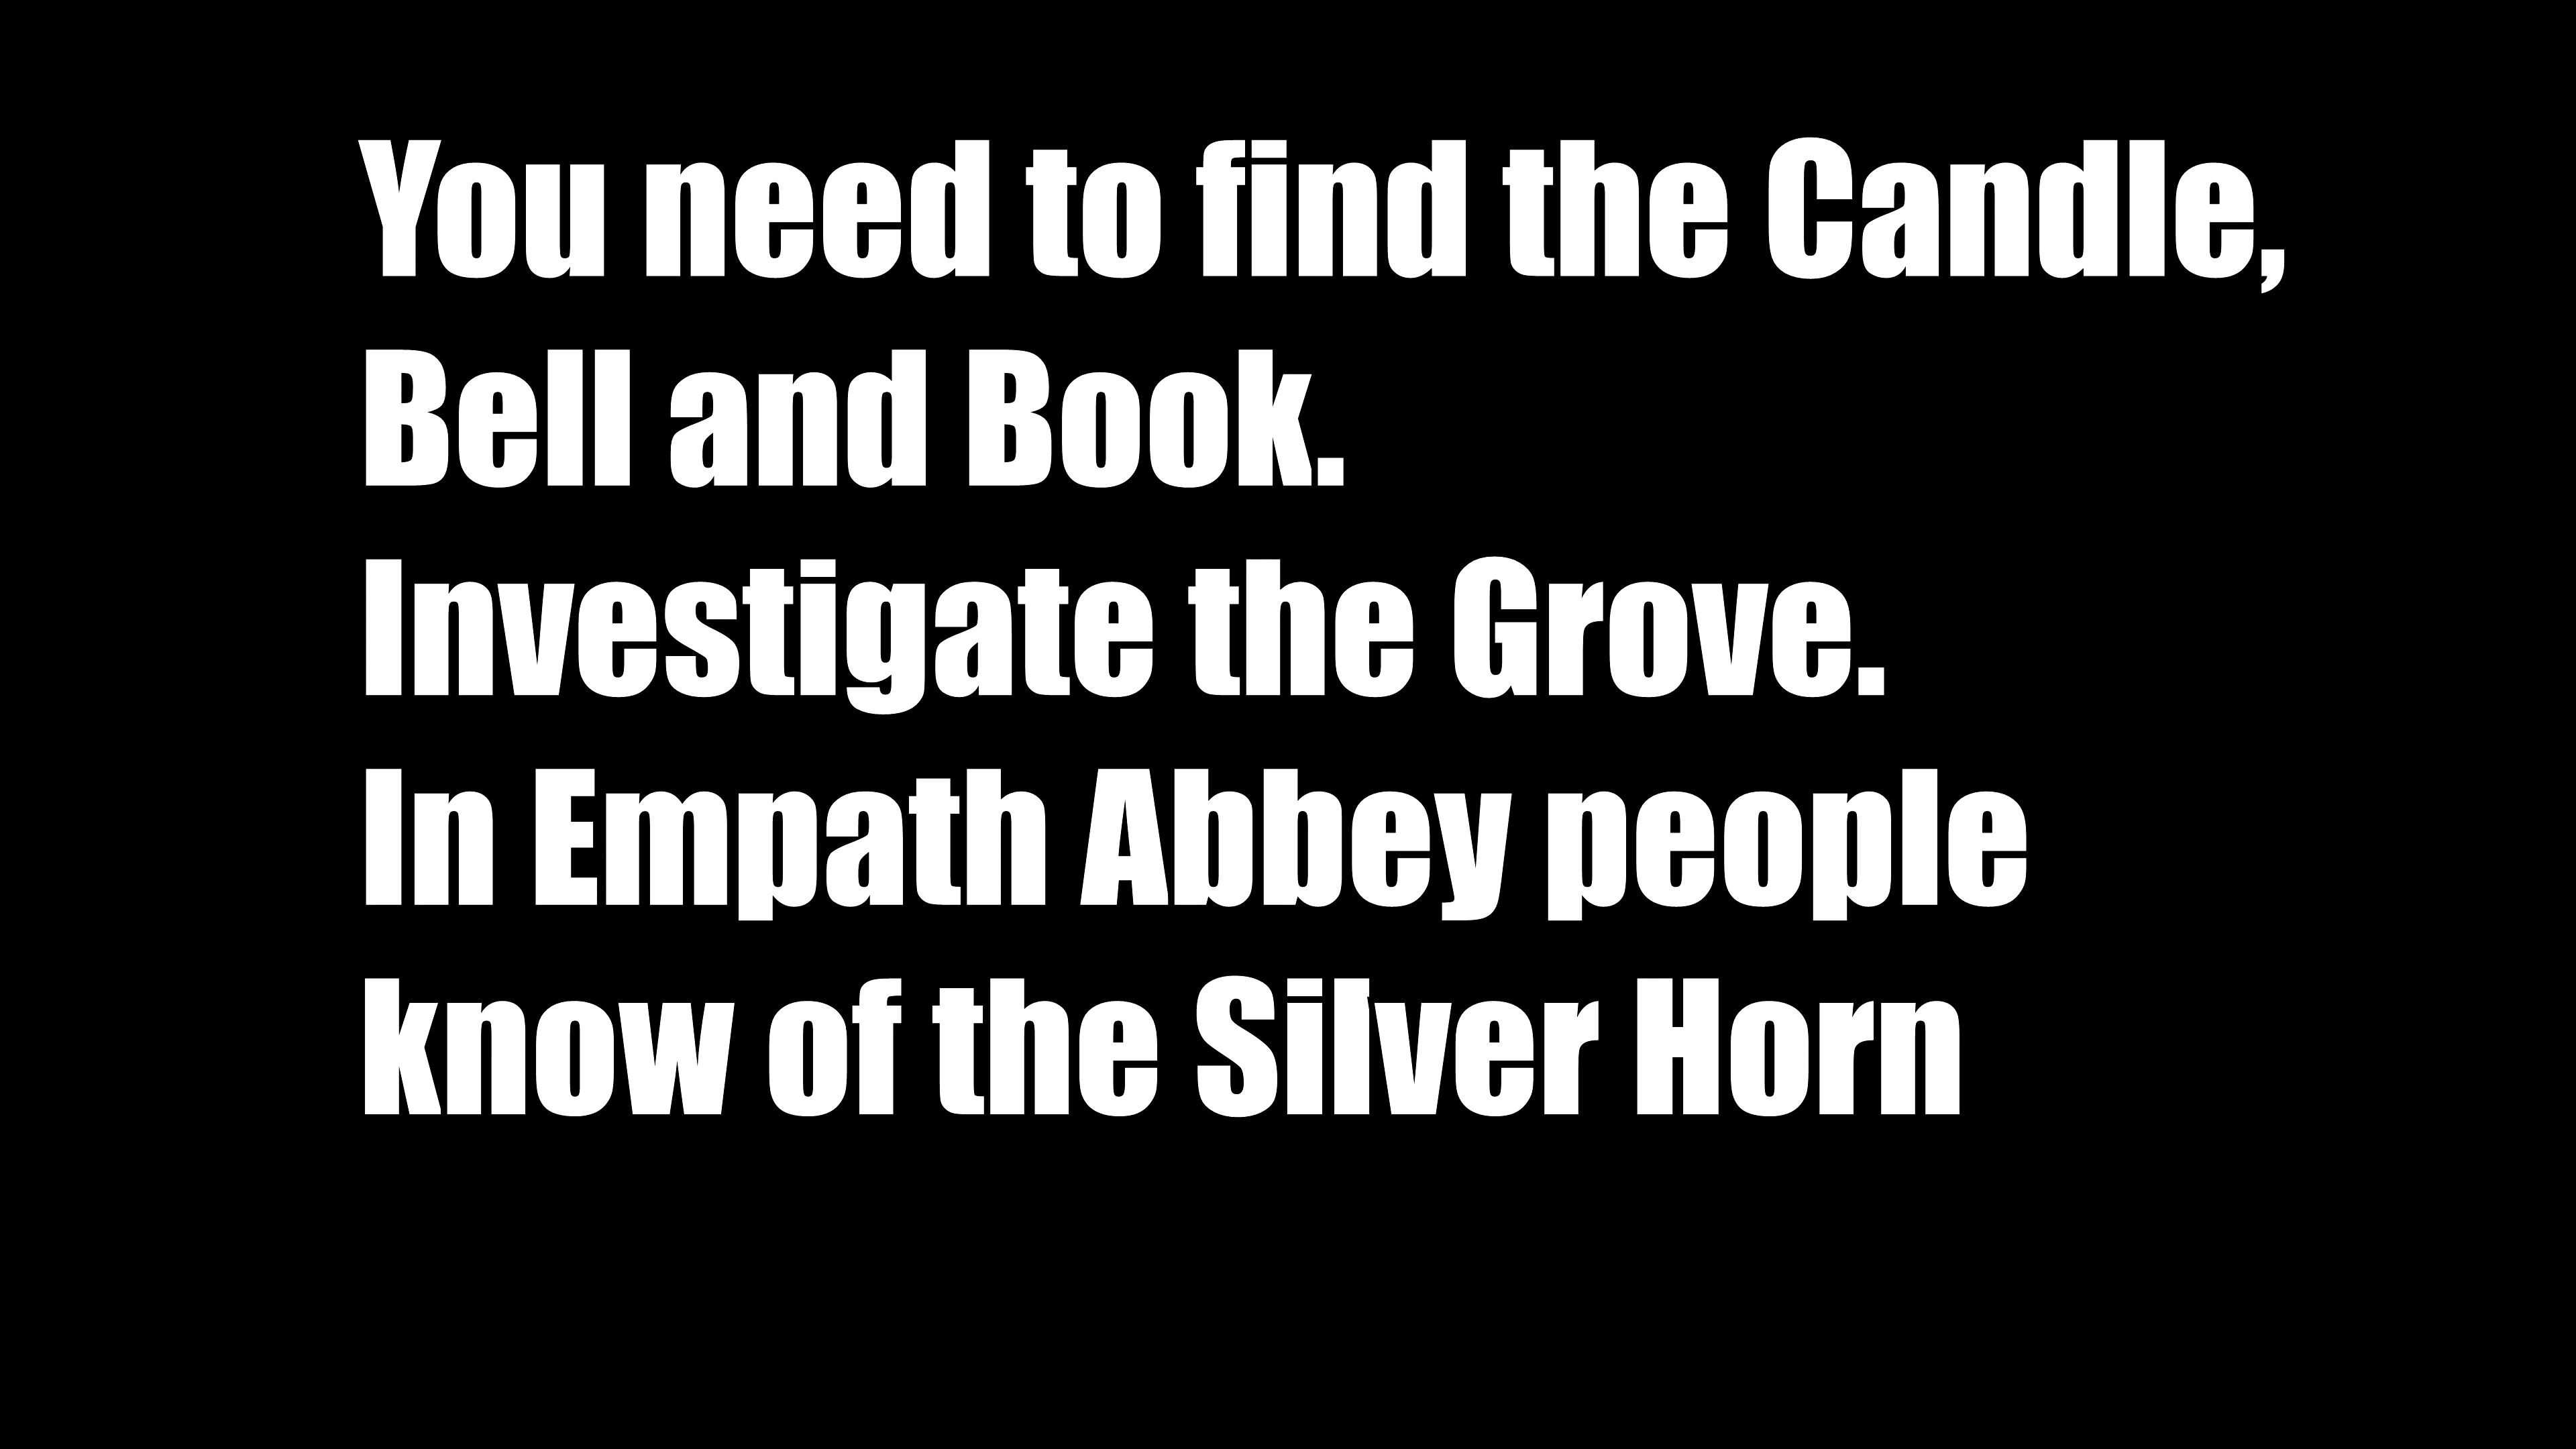 You need to find the Candle,
Bell and Book.
Investigate the Grove.
In Empath Abbey people
know of the Silver Horn